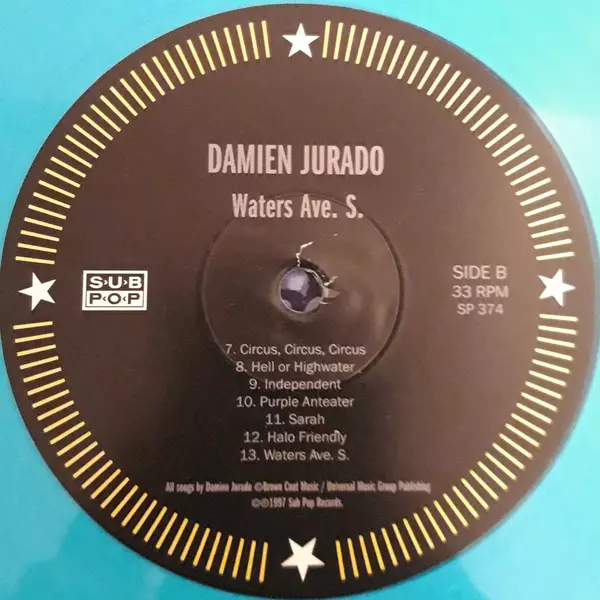 DAMIEN JURADO
Waters Ave. S.
S·U·B
P·O·P
SIDE B
33 RPM
SP 374
7. Circus, Circus, Circus
8. Hell or Highwater
9. Independent
10. Purple Anteater
11. Sarah
12. Halo Friendly
13. Waters Ave. S.
All songs by Damien Jurado ©Brown Coat Music / Universal Music Group Publishing
©℗1997 Sub Pop Records.